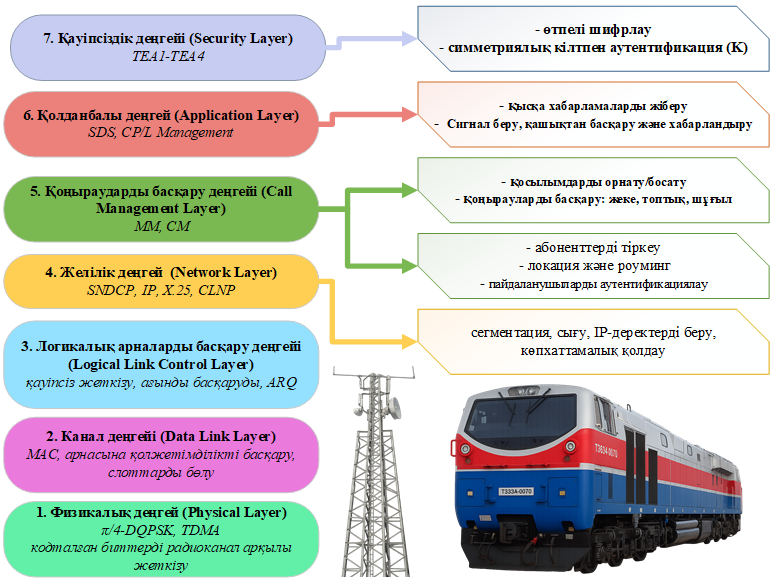 7. Қауіпсіздік деңгейі (Security Layer)
TEA1-TEA4
- өтпелі шифрлау
- симметриялық кілтпен аутентификация (K)
6. Қолданбалы деңгей (Application Layer)
SDS, CP/L Management
- Қысқа хабарламаларды жіберу
- Сигнал беру, қашықтан басқару және хабарландыру
5. Қоңырауларды басқару деңгейі (Call
Management Layer)
MM, CM
- Қосылымдарды орнату/босату
- Қоңырауларды басқару: жеке, топтық, шұғыл
- абоненттерді тіркеу
- локация және роуминг
- пайдаланушыларды аутентификациялау
4. Желілік деңгей (Network Layer)
SNDCP, IP, X.25, CLNP
сегментация, сығу, IP-деректерді беру,
көпхаттамалық қолдау
3. Логикалық арналарды басқару деңгейі
(Logical Link Control Layer)
қауіпсіз жеткізу, ағынды басқаруды, ARQ
2. Канал деңгейі (Data Link Layer)
MAC, арнасына қолжетімділікті басқару,
слоттарды бөлу
1. Физикалық деңгей (Physical Layer)
π/4-DQPSK, TDMA
кодталған биттерді радиоканал арқылы
жеткізу
ТЭ33А-0070